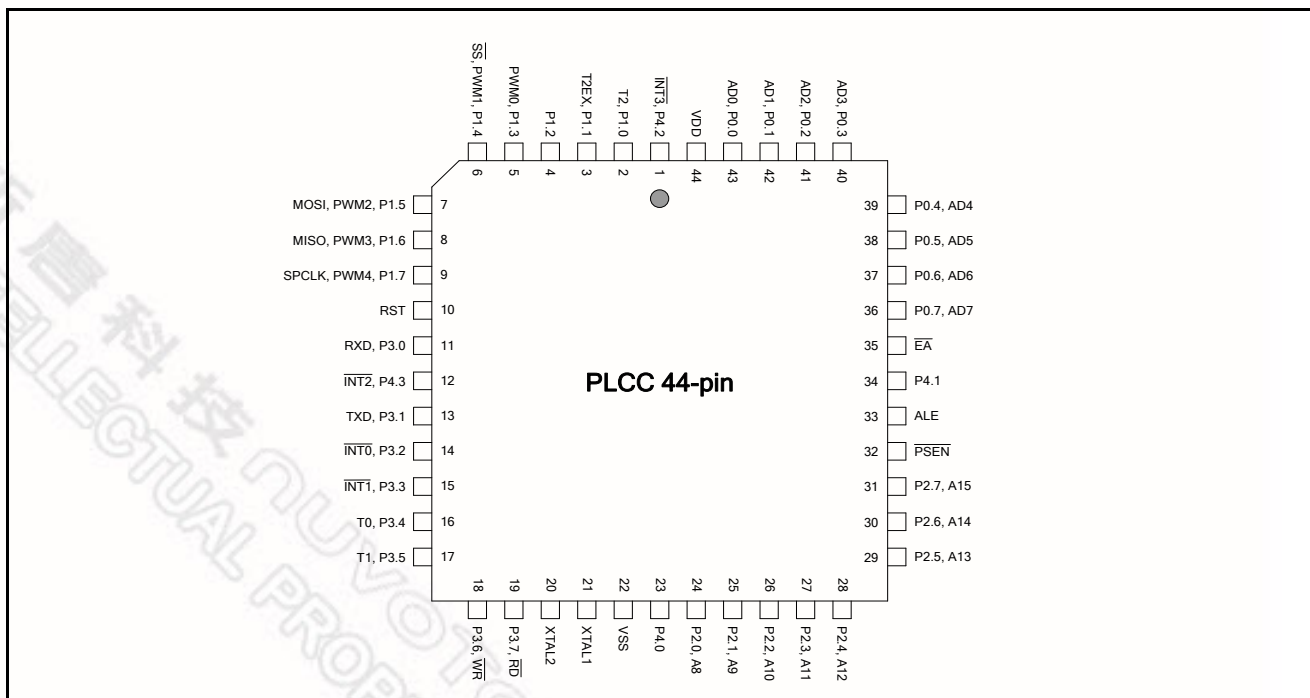 SS, PWM1, P1.4
PWM0, P1.3
P1.2
T2EX, P1.1
T2, P1.0
INT3, P4.2
VDD
AD0, P0.0
AD1, P0.1
AD2, P0.2
AD3, P0.3
6 5 4 3 2 1 44 43 42 41 40
MOSI, PWM2, P1.5 7
39 P0.4, AD4
MISO, PWM3, P1.6 8
38 P0.5, AD5
SPCLK, PWM4, P1.7 9
37 P0.6, AD6
RST 10
36 P0.7, AD7
RXD, P3.0 11
35 EA
INT2, P4.3 12
34 P4.1
TXD, P3.1 13
33 ALE
INT0, P3.2 14
32 PSEN
INT1, P3.3 15
31 P2.7, A15
T0, P3.4 16
30 P2.6, A14
T1, P3.5 17
29 P2.5, A13
PLCC 44-pin
18 19 20 21 22 23 24 25 26 27 28
P3.6, WR
P3.7, RD
XTAL2
XTAL1
VSS
P4.0
P2.0, A8
P2.1, A9
P2.2, A10
P2.3, A11
P2.4, A12
唐科技 nuvoTo
ELLECTUAL PROP